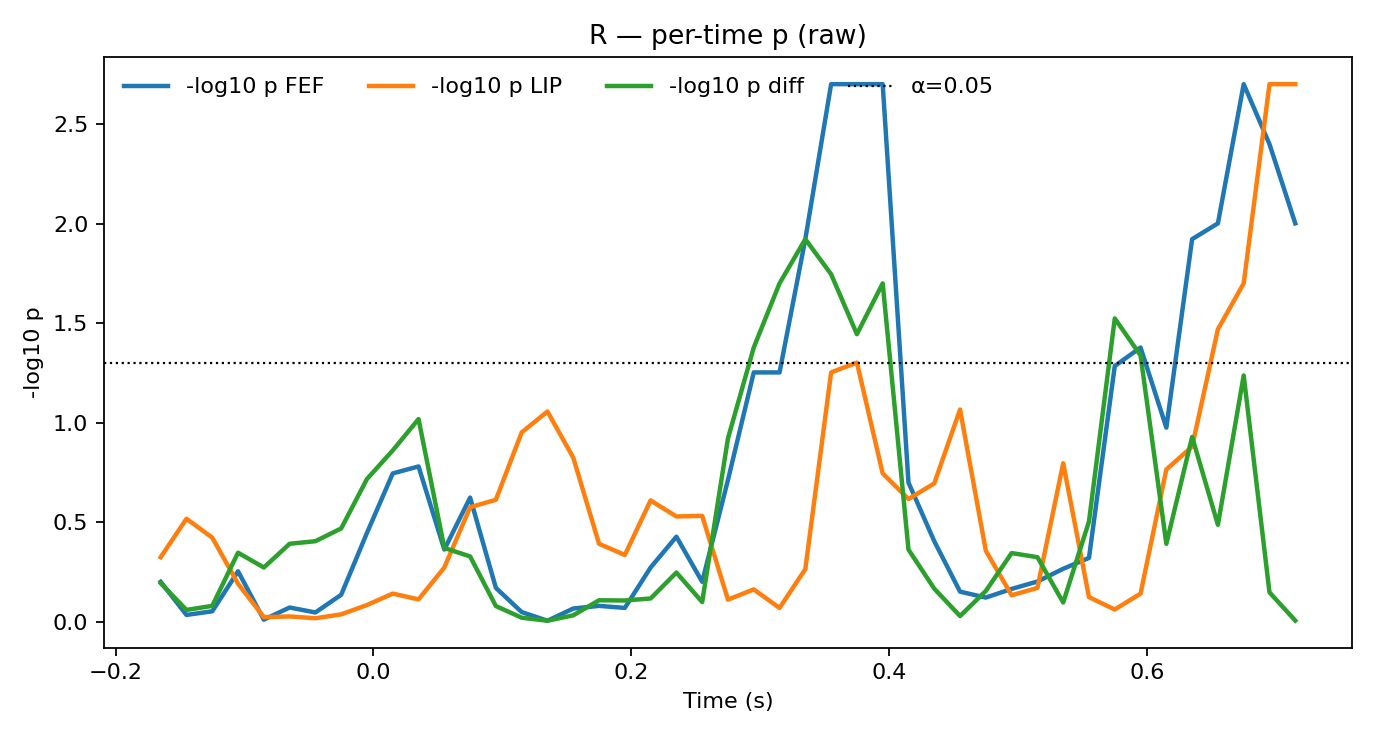 R — per-time p (raw)
-log10 p FEF
-log10 p LIP
-log10 p diff
α=0.05
-log10 p
2.5
2.0
1.5
1.0
0.5
0.0
−0.2
0.0
0.2
0.4
0.6
Time (s)